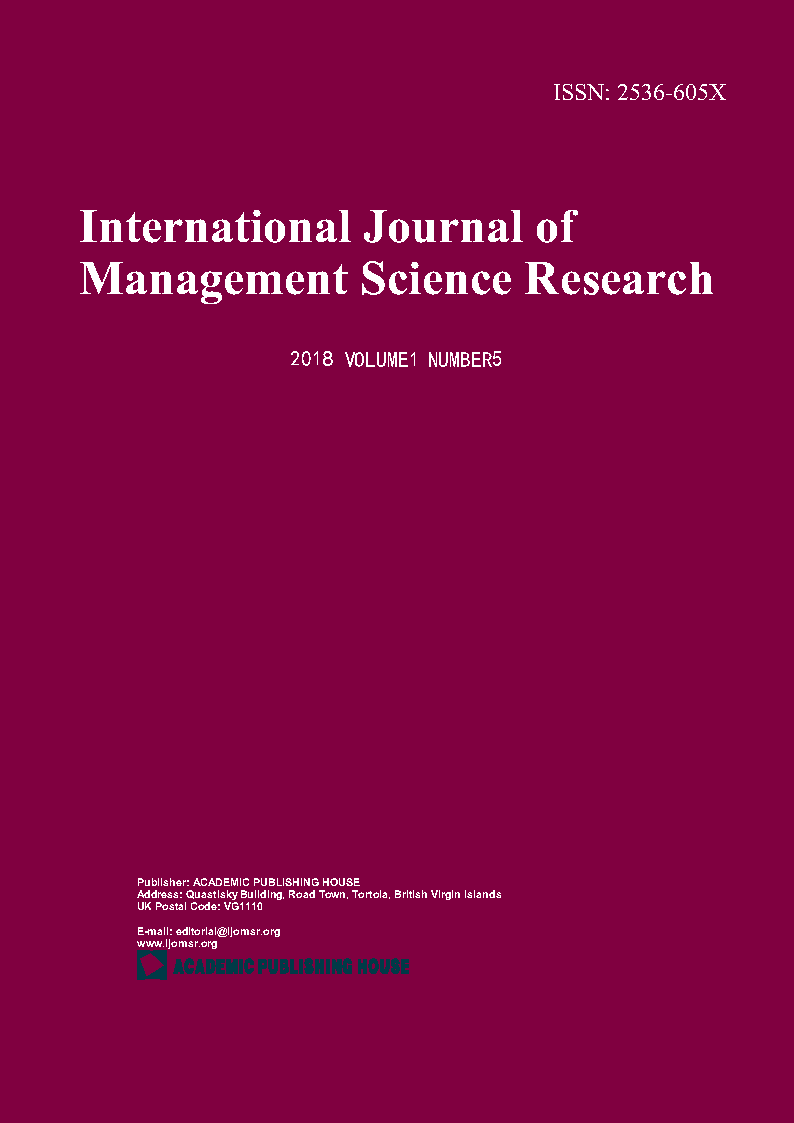 ISSN: 2536-605X
International Journal of
Management Science Research
2018 VOLUME1 NUMBER5
Publisher: ACADEMIC PUBLISHING HOUSE
Address: Quastisky Building, Road Town, Tortola, British Virgin Islands
UK Postal Code: VG1110
E-mail: editorial@ijomsr.org
www.ijomsr.org
ACADEMIC PUBLISHING HOUSE